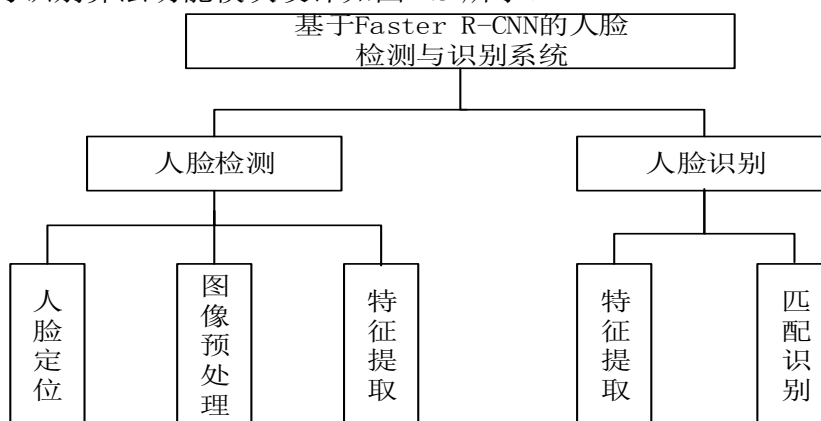 基于Faster R-CNN的人脸
检测与识别系统
人脸检测
人脸识别
人脸定位
图像预处理
特征提取
特征提取
匹配识别